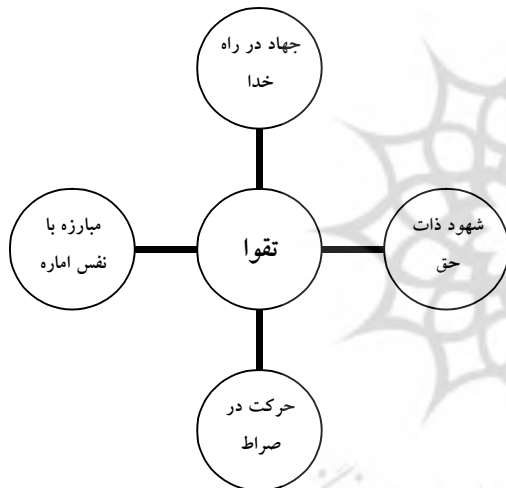 جهاد در راه
خدا
شهود ذات
حق
تقوا
مبارزه با
نفس اماره
حرکت در
صراط